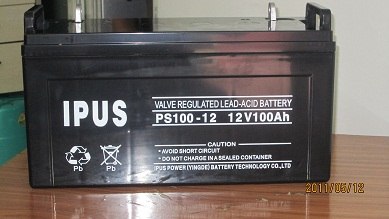 IPUS
VALVE REGULATED LEAD-ACID BATTERY
PS100-12 12V100Ah
CAUTION
• AVOID SHORT CIRCUIT
• DO NOT CHARGE IN A SEALED CONTAINER
IPUS POWER (YINGDE) BATTERY TECHNOLOGY CO.,LTD
Pb Pb
2011/05/12